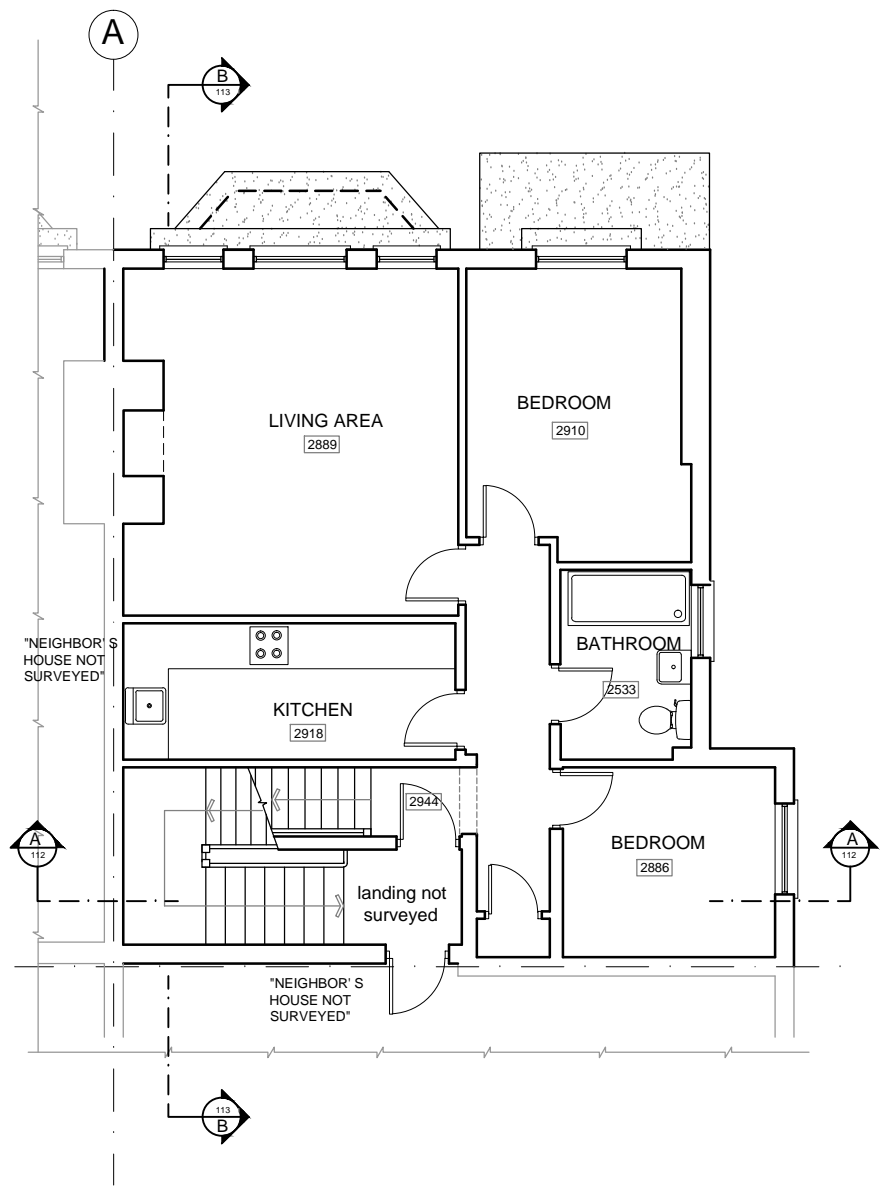 A
B
113
LIVING AREA
2889
BEDROOM
2910
"NEIGHBOR' S
HOUSE NOT
SURVEYED"
BATHROOM
2533
KITCHEN
2918
2944
A
112
BEDROOM
2886
A
112
landing not
surveyed
"NEIGHBOR' S
HOUSE NOT
SURVEYED"
113
B